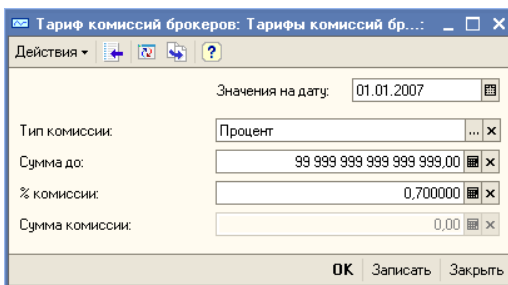 Тариф комиссий брокеров: Тарифы комиссий бр...:
Действия
Значения на дату: 01.01.2007
Тип комиссии: Процент
Сумма до: 99 999 999 999 999 999,00
% комиссии: 0,700000
Сумма комиссии: 0,00
OK Записать Закрыть